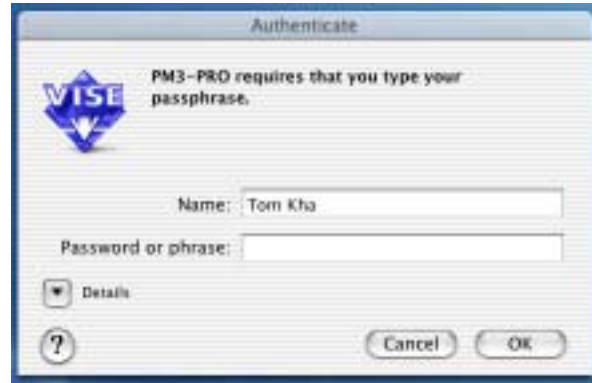 Authenticate
VISE
PM3-PRO requires that you type your
passphrase.
Name: Tom Kha
Password or phrase:
Details
?
Cancel OK